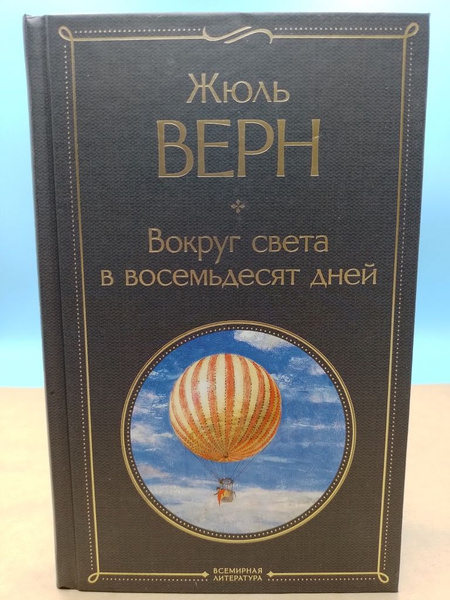 Жюль
ВЕРН
Вокруг света
в восемьдесят дней
ВСЕМИРНАЯ
ЛИТЕРАТУРА